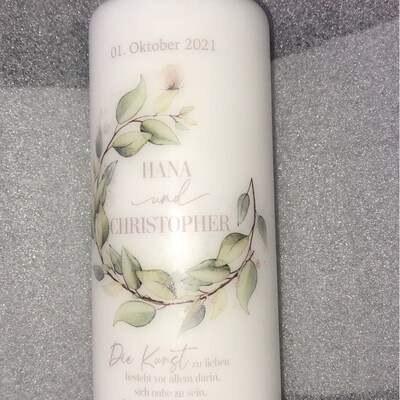 01. Oktober 2021
HANA
und
CHRISTOPHER
Die Kunst zu lieben
besteht vor allem darin,
sich nahe zu sein,